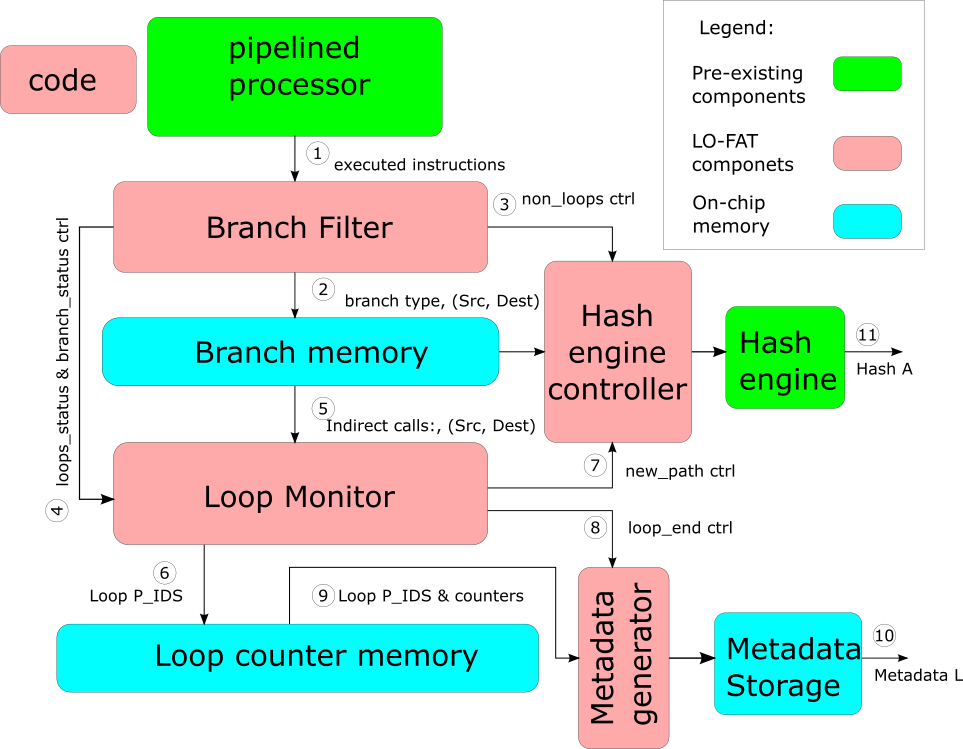 pipelined
processor
code
Legend:
Pre-existing
components
LO-FAT
componets
On-chip
memory
1
executed instructions
Branch Filter
3
non_loops ctrl
loops_status & branch_status ctrl
4
2
branch type, (Src, Dest)
Branch memory
Hash
engine
controller
Hash
engine
11
Hash A
5
Indirect calls:, (Src, Dest)
Loop Monitor
7
new_path ctrl
8
loop_end ctrl
6
Loop P_IDS
9
Loop P_IDS & counters
Loop counter memory
Metadata
generator
Metadata
Storage
10
Metadata L